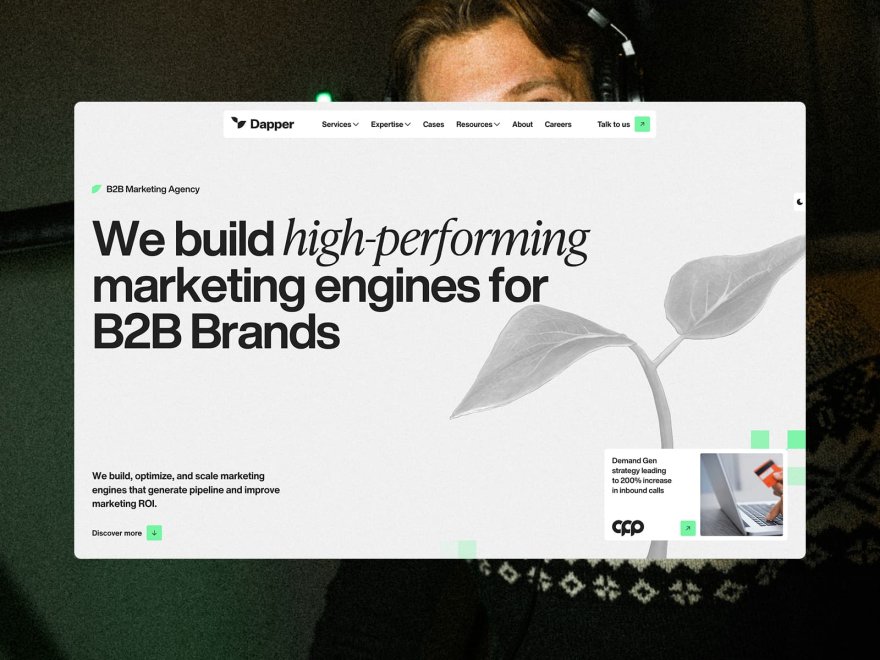 Dapper
Services
Expertise
Cases
Resources
About
Careers
Talk to us
B2B Marketing Agency
We build high-performing
marketing engines for
B2B Brands
We build, optimize, and scale marketing
engines that generate pipeline and improve
marketing ROI.
Discover more
Demand Gen
strategy leading
to 200% increase
in inbound calls